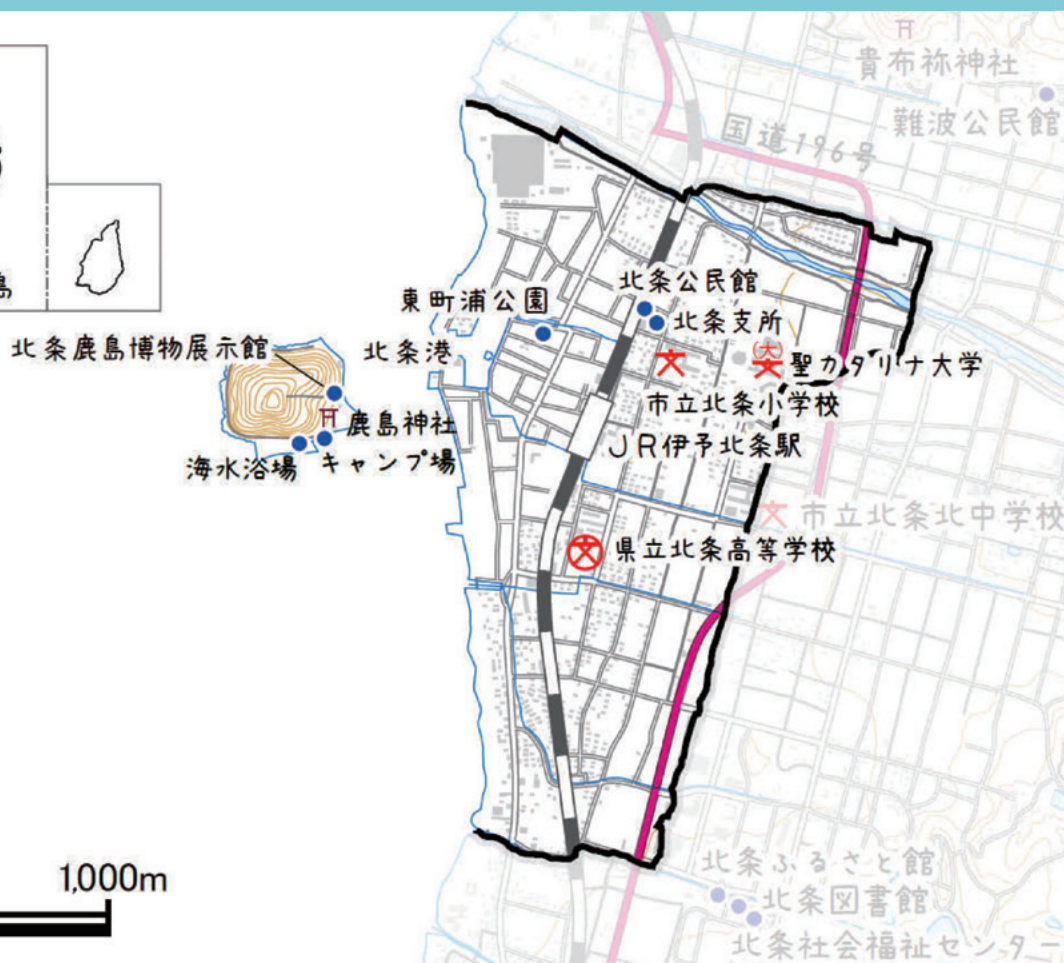 貴布祢神社
難波公民館
国道196号
島
北条公民館
東町浦公園
北条支所
北条鹿島博物展示館
北条港
(大)
聖カタリナ大学
市立北条小学校
鹿島神社
JR伊予北条駅
海水浴場
キャンプ場
市立北条北中学校
県立北条高等学校
1,000m
北条ふるさと館
北条図書館
北条社会福祉センター